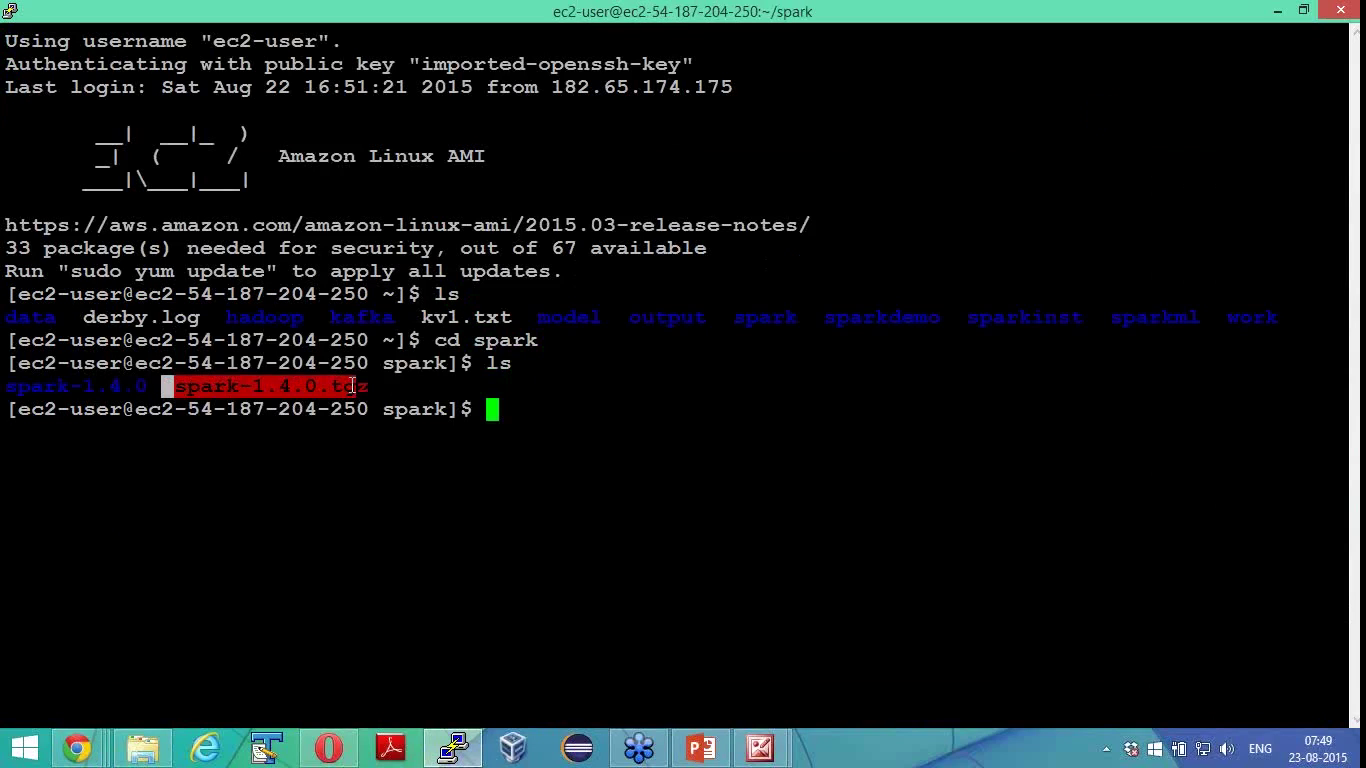 ec2-user@ec2-54-187-204-250:~/spark
Using username "ec2-user".
Authenticating with public key "imported-openssh-key"
Last login: Sat Aug 22 16:51:21 2015 from 182.65.174.175
__| __|_ )
_| ( / Amazon Linux AMI
___|\___|___|
https://aws.amazon.com/amazon-linux-ami/2015.03-release-notes/
33 package(s) needed for security, out of 67 available
Run "sudo yum update" to apply all updates.
[ec2-user@ec2-54-187-204-250 ~]$ ls
data derby.log hadoop kafka kv1.txt model output spark sparkdemo sparkinst sparkml work
[ec2-user@ec2-54-187-204-250 ~]$ cd spark
[ec2-user@ec2-54-187-204-250 spark]$ ls
spark-1.4.0 spark-1.4.0.tgz
[ec2-user@ec2-54-187-204-250 spark]$
ENG
07:49
23-08-2015